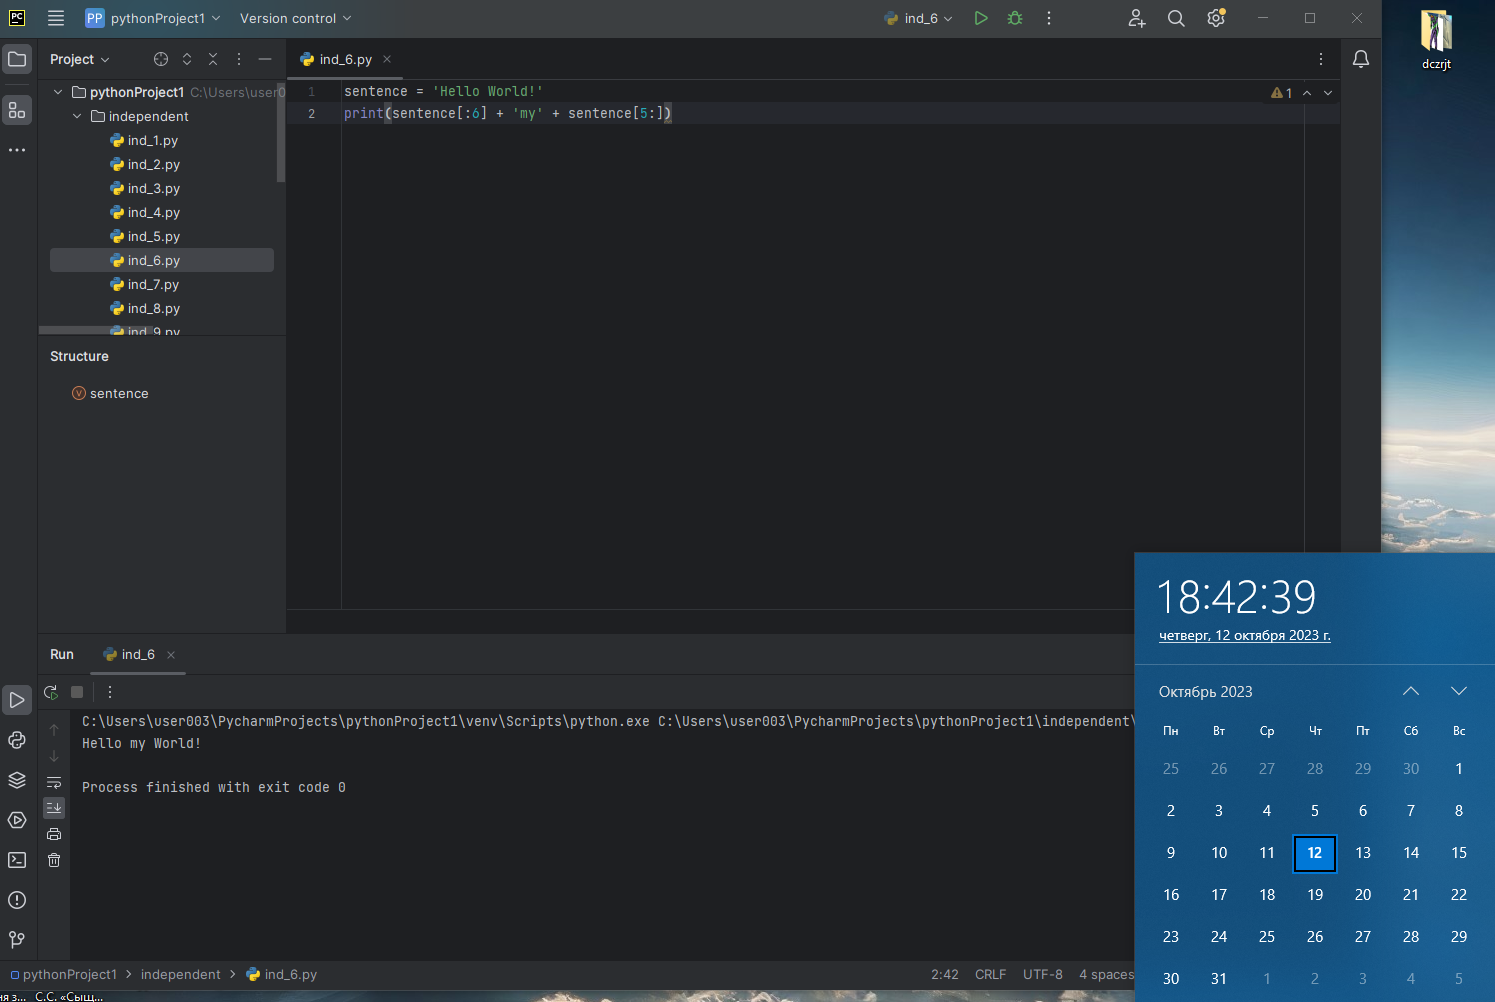 PC
PP pythonProject1 Version control
ind_6
Project
pythonProject1 C:\Users\user0
independent
ind_1.py
ind_2.py
ind_3.py
ind_4.py
ind_5.py
ind_6.py
ind_7.py
ind_8.py
ind_9.py
Structure
sentence
ind_6.py
1 sentence = 'Hello World!'
2 print(sentence[:6] + 'my' + sentence[5:])
1
dczrjt
Run ind_6
C:\Users\user003\PycharmProjects\pythonProject1\venv\Scripts\python.exe C:\Users\user003\PycharmProjects\pythonProject1\independent\
Hello my World!
Process finished with exit code 0
pythonProject1 > independent > ind_6.py
2:42 CRLF UTF-8 4 spaces
С.С. «Сыщ...
18:42:39
четверг, 12 октября 2023 г.
Октябрь 2023
Пн Вт Ср Чт Пт Сб Вс
25 26 27 28 29 30 1
2 3 4 5 6 7 8
9 10 11 12 13 14 15
16 17 18 19 20 21 22
23 24 25 26 27 28 29
30 31 1 2 3 4 5